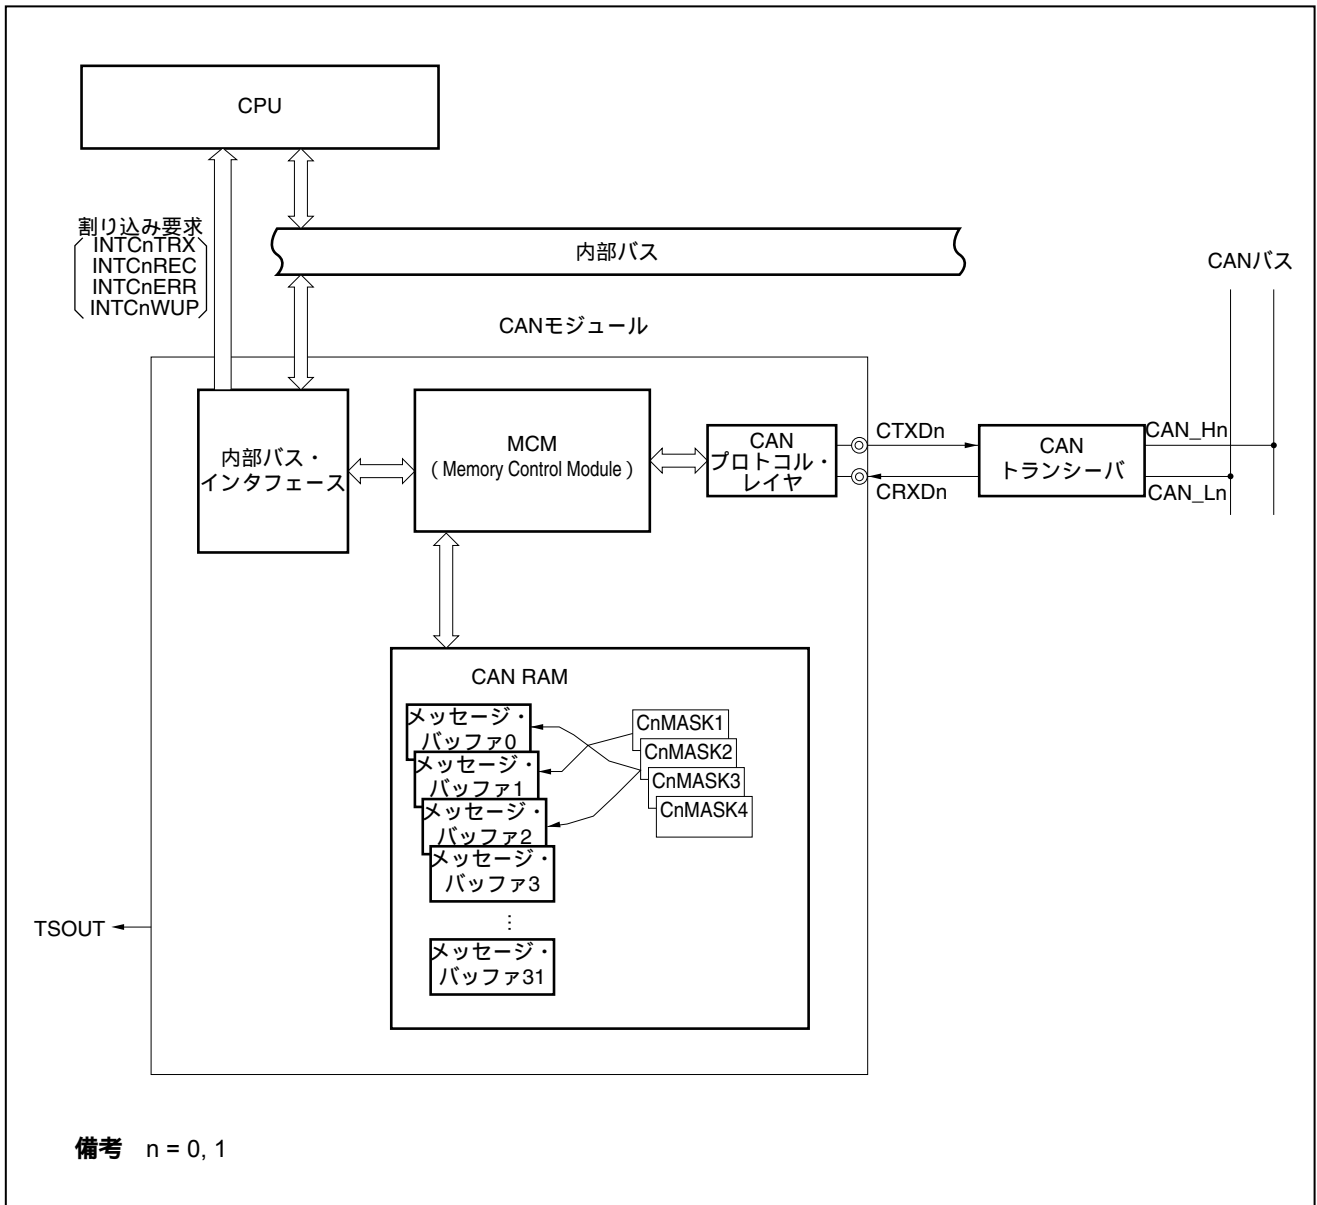 CPU
割り込み要求
INTCnTRX
INTCnREC
INTCnERR
INTCnWUP
内部バス
CANバス
CANモジュール
内部バス・
インタフェース
MCM
( Memory Control Module )
CAN
プロトコル・
レイヤ
CTXDn
CRXDn
CAN
トランシーバ
CAN_Hn
CAN_Ln
CAN RAM
メッセージ・
バッファ0
メッセージ・
バッファ1
メッセージ・
バッファ2
メッセージ・
バッファ3
⋮
メッセージ・
バッファ31
CnMASK1
CnMASK2
CnMASK3
CnMASK4
TSOUT
備考 n = 0, 1